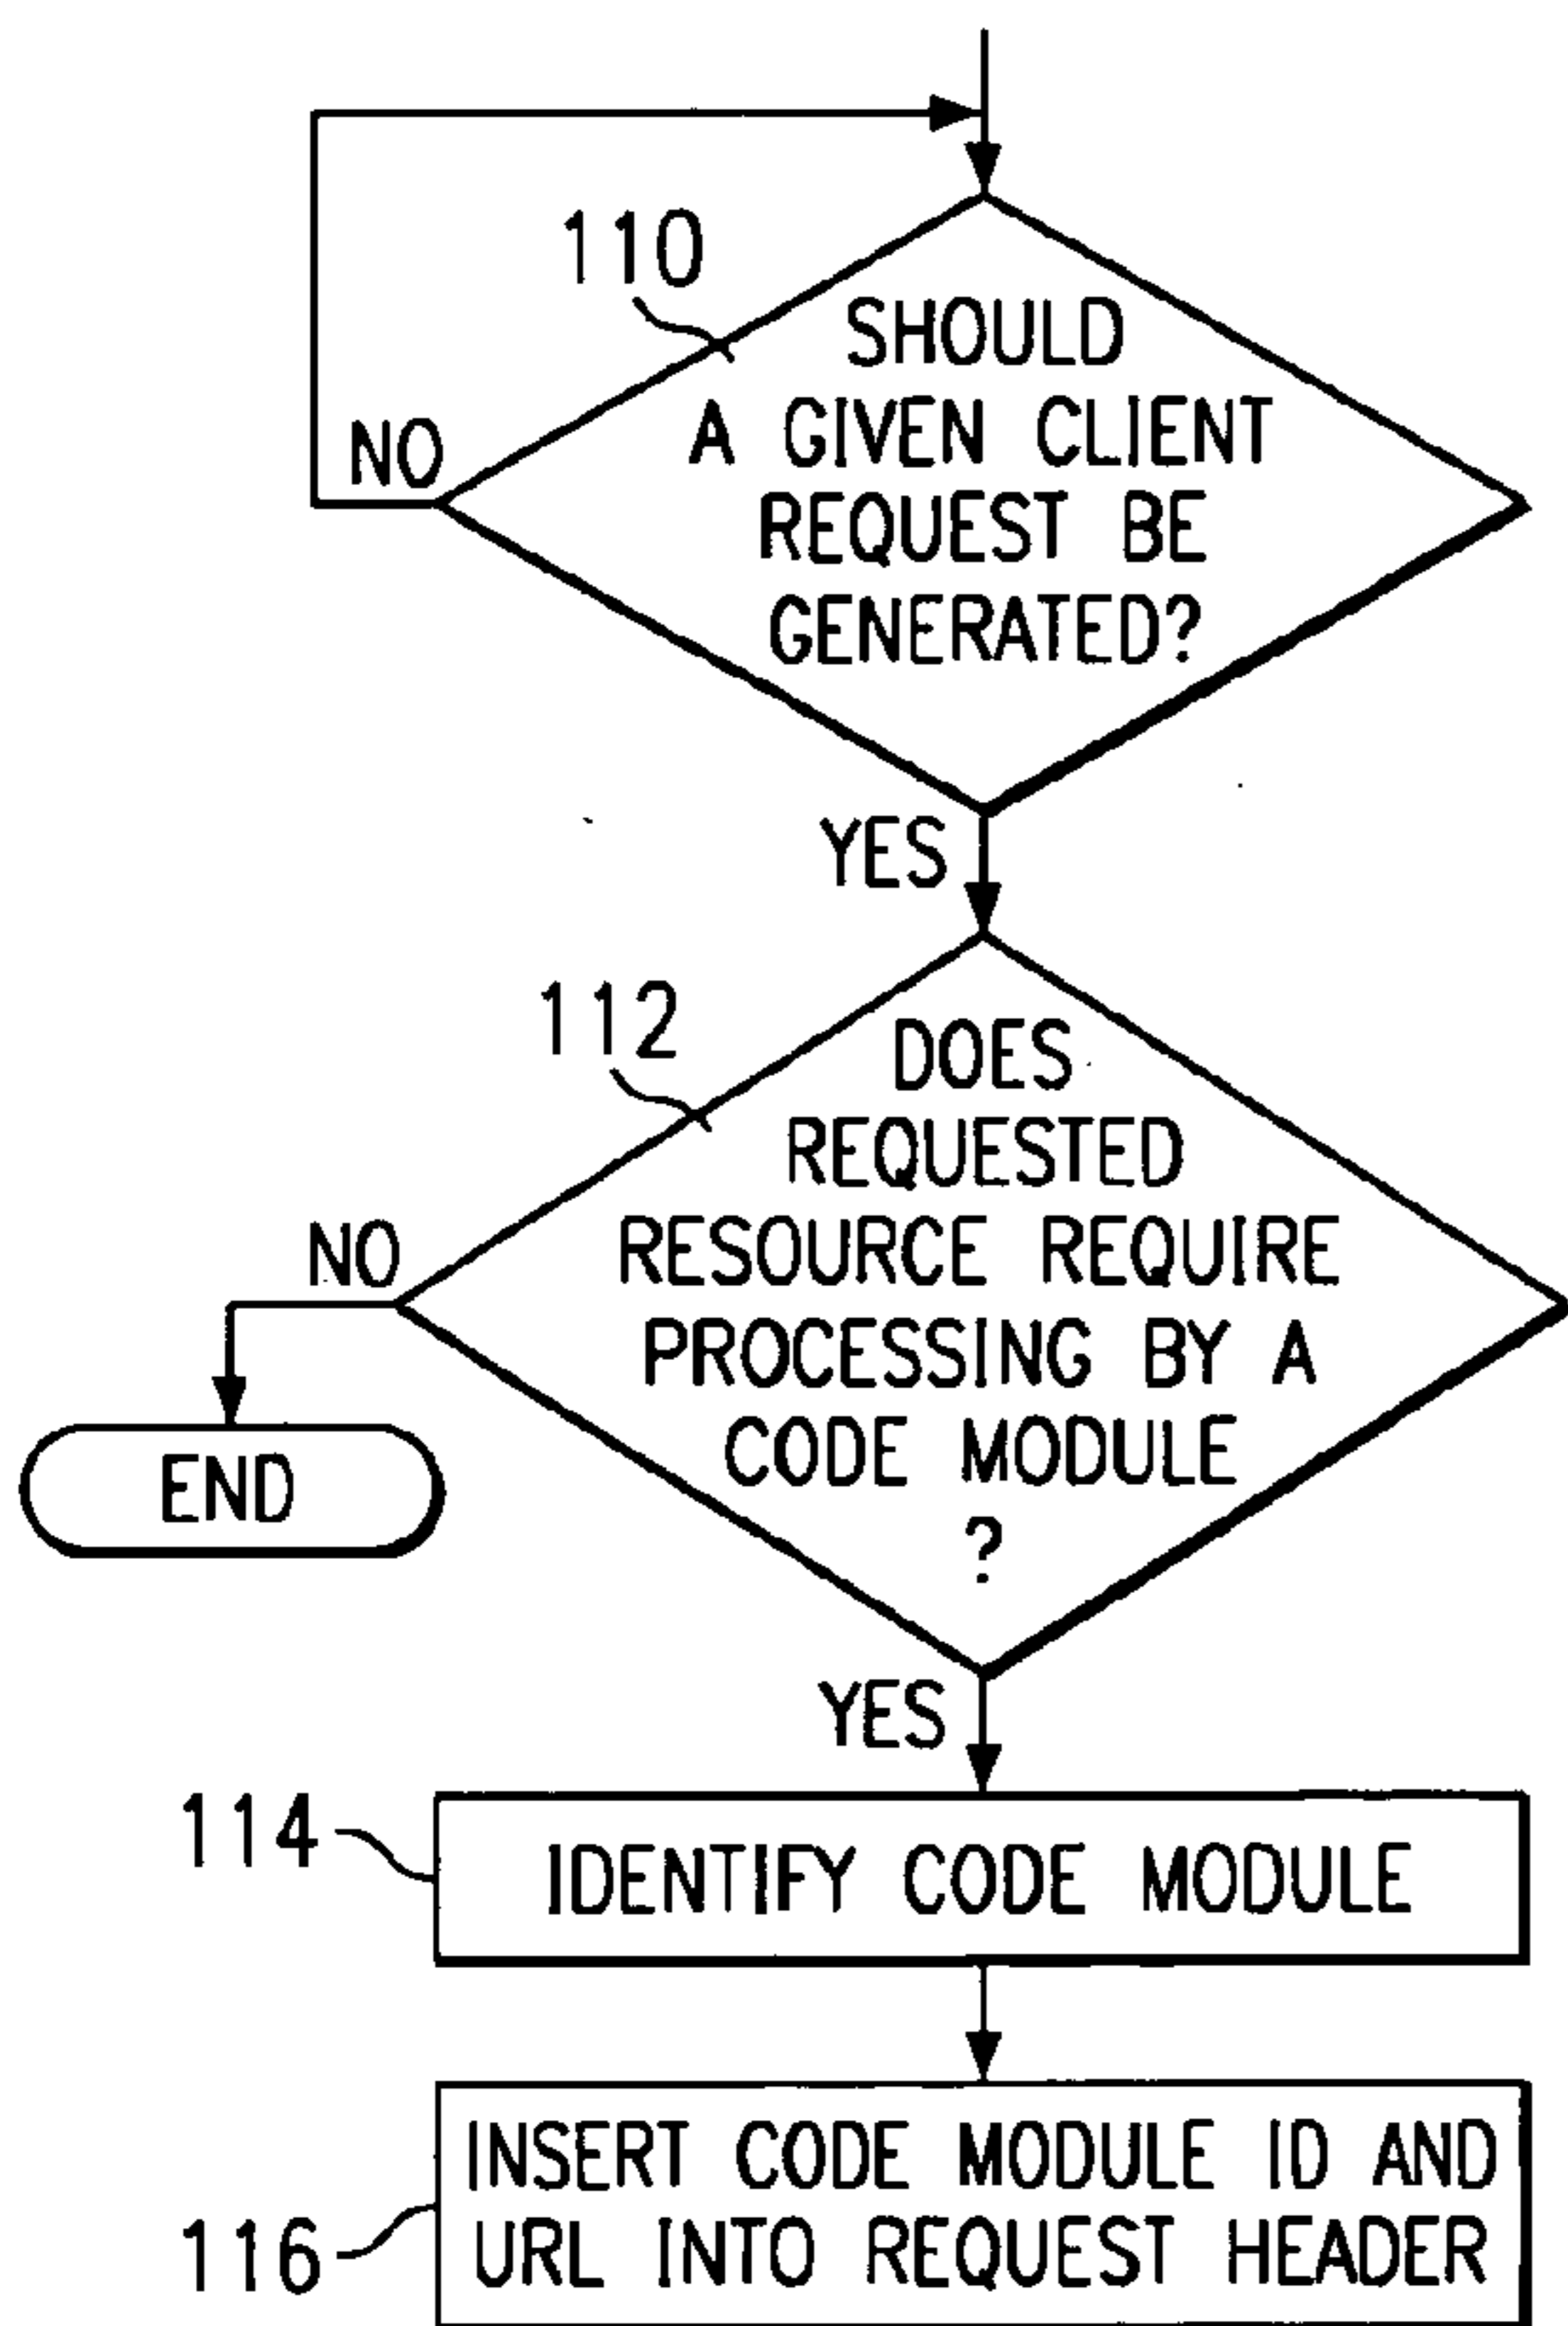 110
SHOULD
A GIVEN CLIENT
REQUEST BE
GENERATED?
NO
YES
112
DOES
REQUESTED
RESOURCE REQUIRE
PROCESSING BY A
CODE MODULE
?
NO
END
YES
114
IDENTIFY CODE MODULE
INSERT CODE MODULE ID AND
URL INTO REQUEST HEADER
116